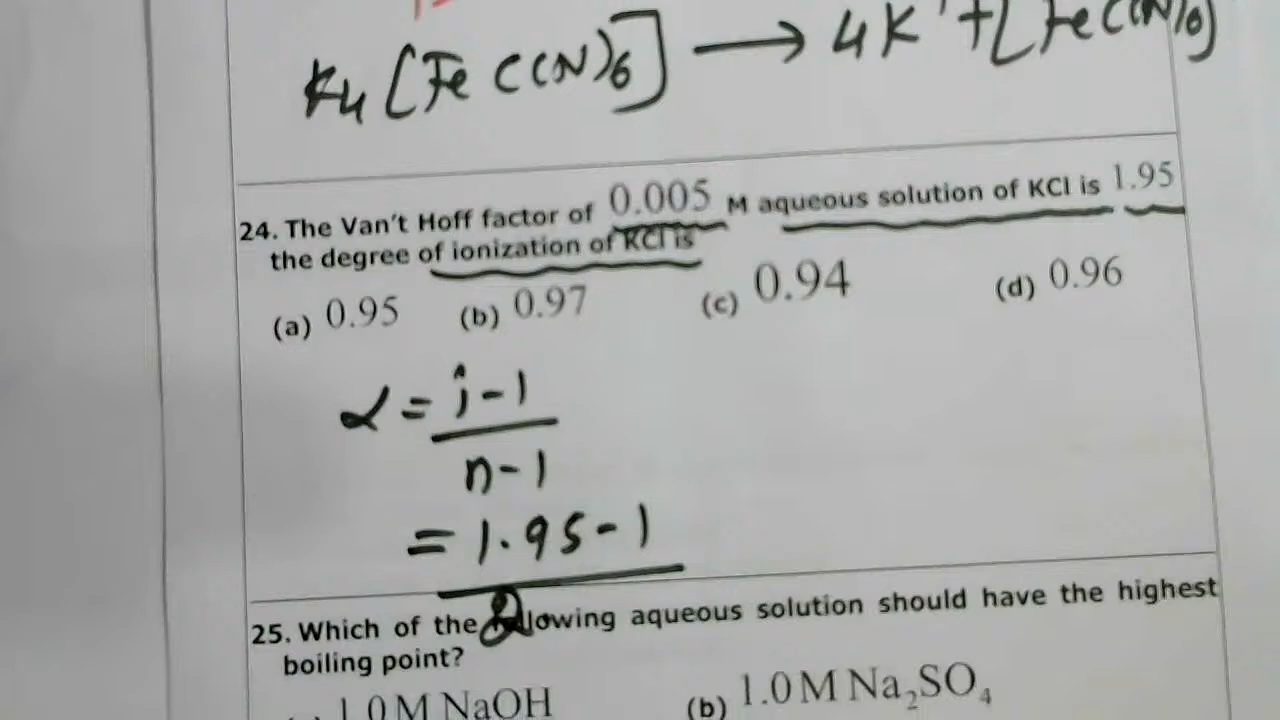 K4 [Fe C(N)6] → 4K + [Fe C(N)6]
24. The Van't Hoff factor of 0.005 M aqueous solution of KCl is 1.95
the degree of ionization of KCl is
(a) 0.95 (b) 0.97 (c) 0.94 (d) 0.96
α = i - 1
n - 1
= 1.95 - 1
2
25. Which of the lowing aqueous solution should have the highest
boiling point?
1.0 M NaOH (b) 1.0 M Na₂SO₄